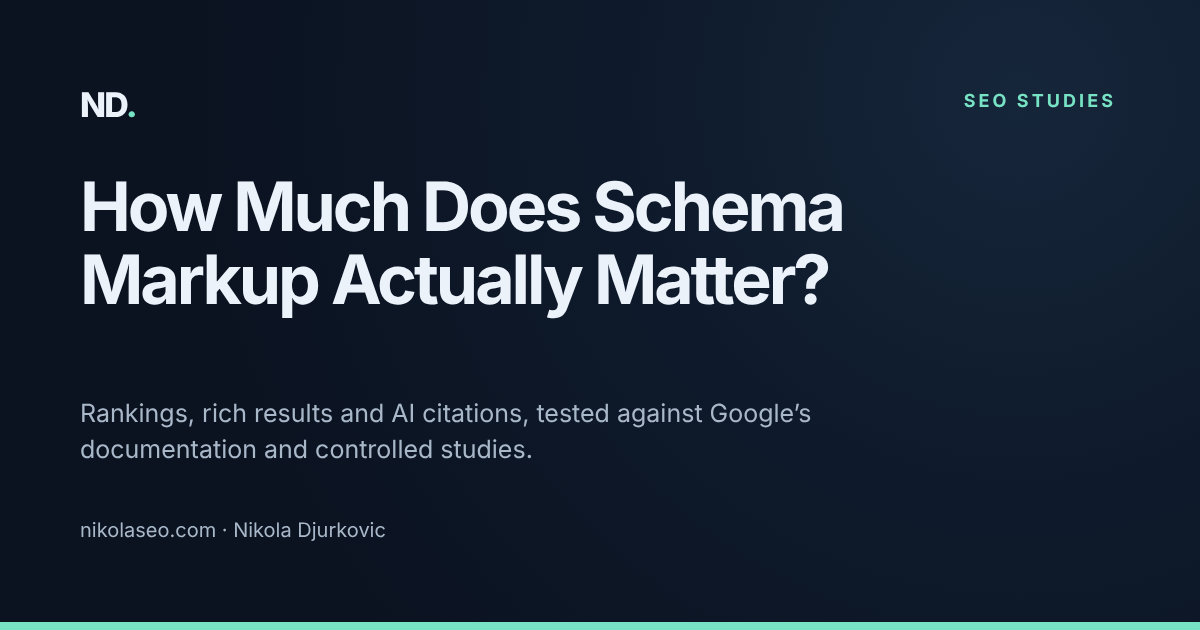 ND.
SEO STUDIES
How Much Does Schema
Markup Actually Matter?
Rankings, rich results and AI citations, tested against Google’s
documentation and controlled studies.
nikolaseo.com · Nikola Djurkovic